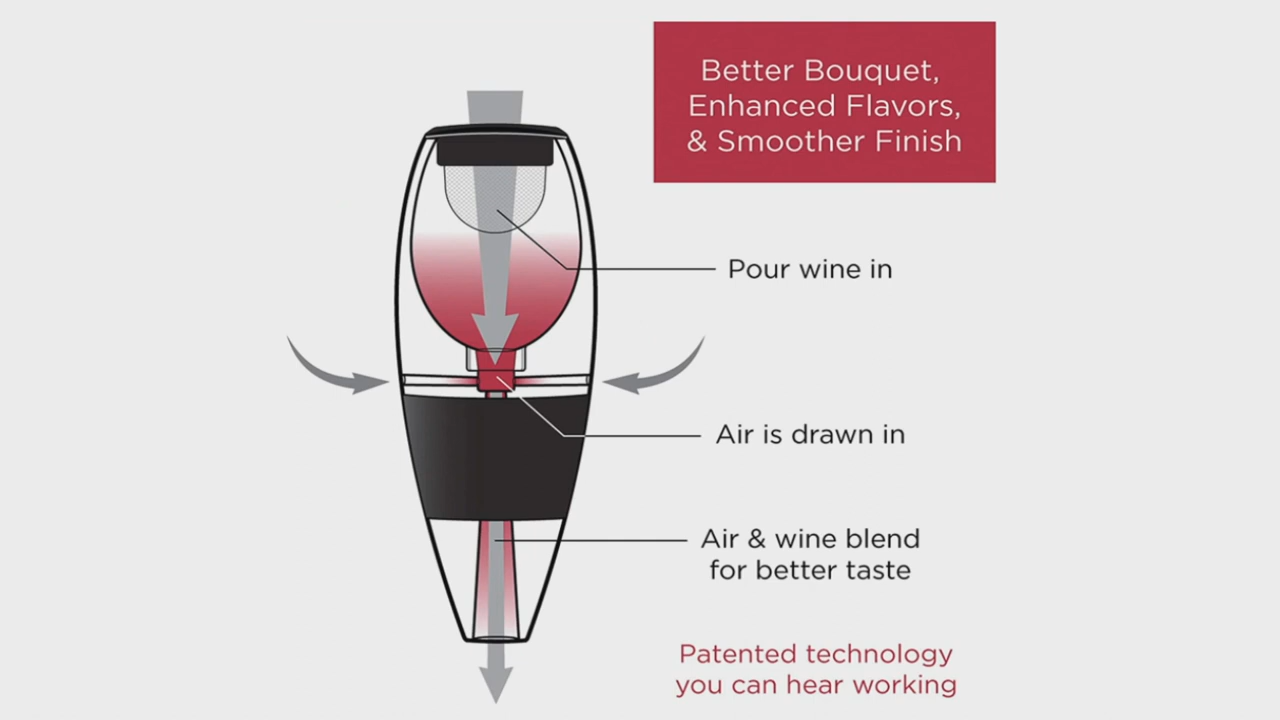 Better Bouquet,
Enhanced Flavors,
& Smoother Finish
Pour wine in
Air is drawn in
Air & wine blend
for better taste
Patented technology
you can hear working